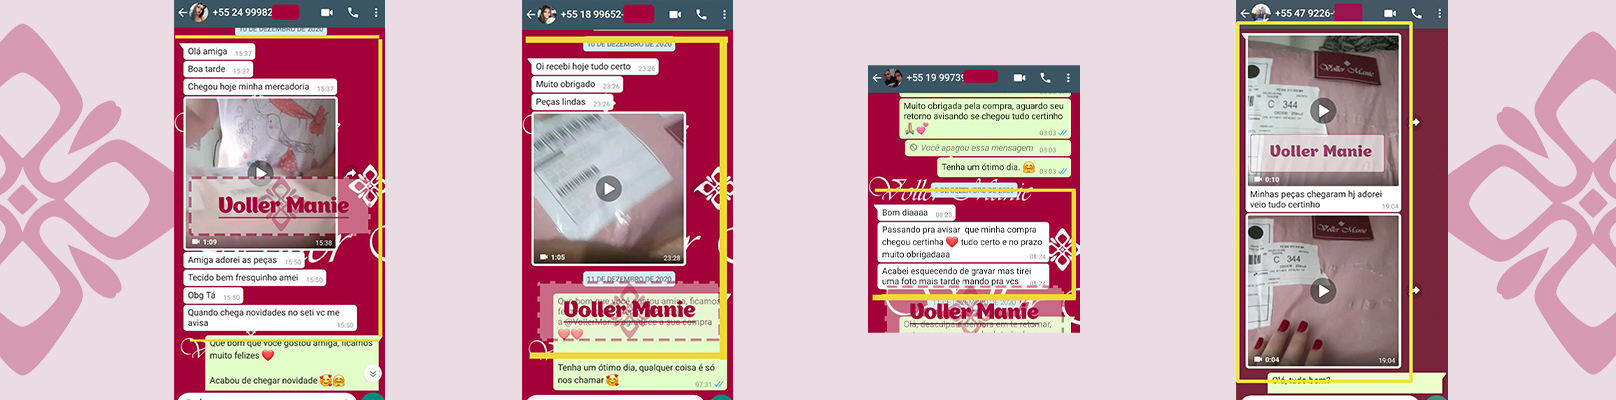 +55 24 99982
10 DE DEZEMBRO DE 2020
Olá amiga 15:37
Boa tarde 15:37
Chegou hoje minha mercadoria 15:37
Voller Manie
1:09 15:38
Amiga adorei as peças 15:50
Tecido bem fresquinho amei 15:50
Obg Tá 15:50
Quando chega novidades no seti vc me
avisa 15:50
Que bom que você gostou amiga, ficamos
muito felizes ❤️
Acabou de chegar novidade 🥰🤗
+55 18 99652-
10 DE DEZEMBRO DE 2020
Oi recebi hoje tudo certo 23:26
Muito obrigado 23:26
Peças lindas 23:26
1:05 23:28
11 DE DEZEMBRO DE 2020
Que bom que você gostou amiga, ficamos
Voller Manie
a sua compra
Tenha um ótimo dia, qualquer coisa é só
nos chamar 🥰 07:31
+55 19 9973
Muito obrigada pela compra, aguardo seu
retorno avisando se chegou tudo certinho
🙏💕 08:03
Você apagou essa mensagem 08:03
Tenha um ótimo dia. 🤗 08:03
Voller Manie
Bom diaaaa 08:23
Passando pra avisar que minha compra
chegou certinha ❤️ tudo certo e no prazo
muito obrigadaaa 08:24
Acabei esquecendo de gravar mas tirei
uma foto mais tarde mando pra vcs 08:24
Voller Manie
Olá, desculpa demora em te retornar,
+55 47 9226-
Voller Manie
C 344
Voller Manie
0:10
Minhas peças chegaram hj adorei
veio tudo certinho 19:04
Voller Manie
C 344
0:04 19:04
Olá, tudo bem?